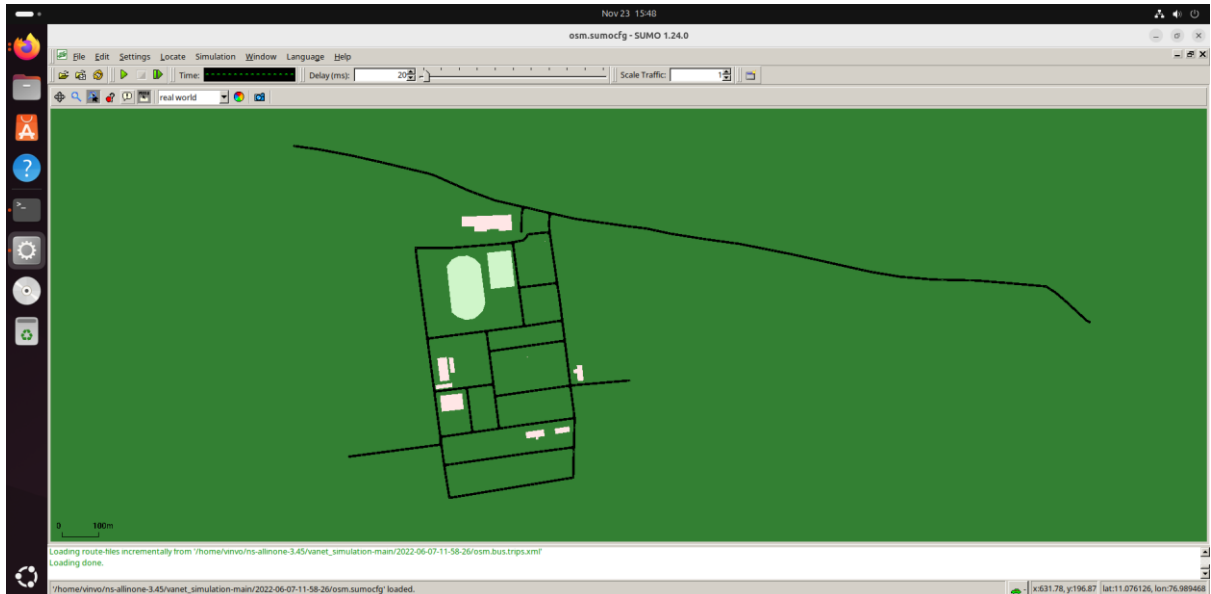 Nov 23 15:48
osm.sumocfg - SUMO 1.24.0
File Edit Settings Locate Simulation Window Language Help
Time: Delay (ms): 20 Scale Traffic: 1
real world
0 100m
Loading route-files incrementally from '/home/vinvo/ns-allinone-3.45/vanet_simulation-main/2022-06-07-11-58-26/osm.bus.trips.xml'
Loading done.
'/home/vinvo/ns-allinone-3.45/vanet_simulation-main/2022-06-07-11-58-26/osm.sumocfg' loaded.
x:631.78, y:196.87 lat:11.076126, lon:76.989468